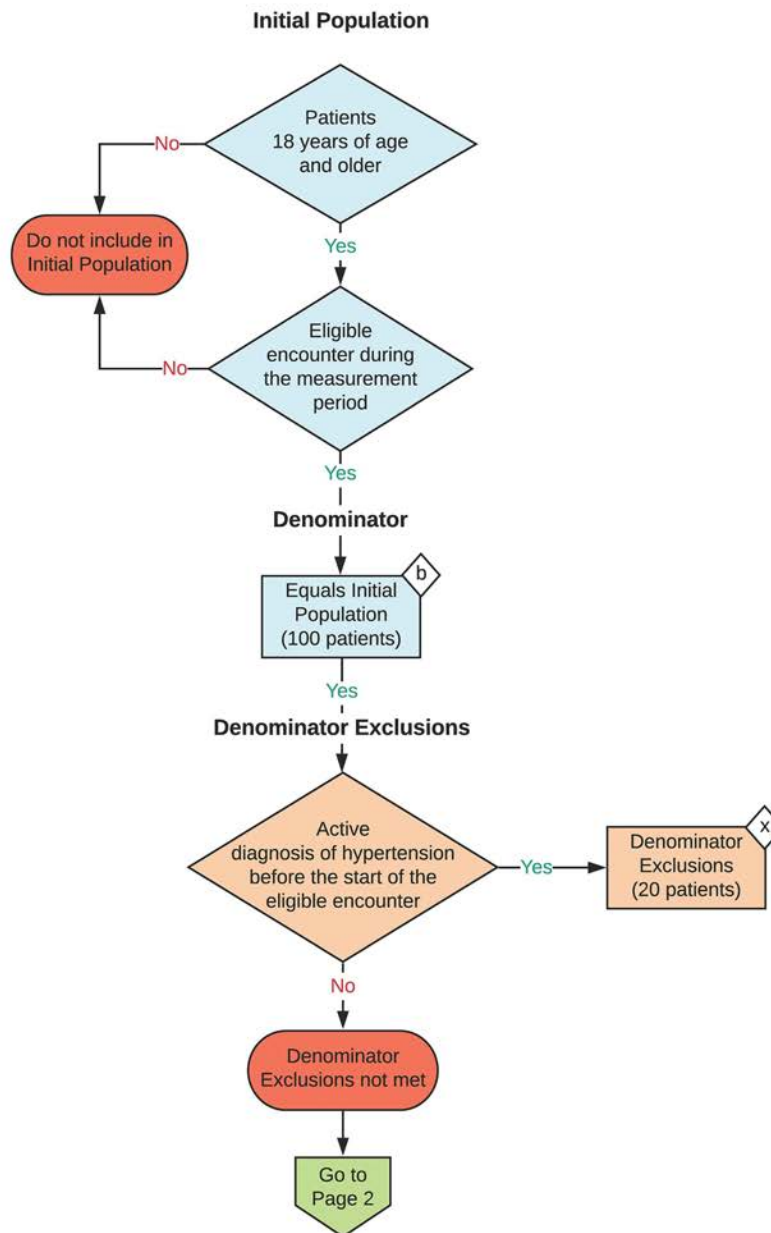 Initial Population
Patients
18 years of age
and older
No
Do not include in
Initial Population
Yes
Eligible
encounter during
the measurement
period
No
Yes
Denominator
b
Equals Initial
Population
(100 patients)
Yes
Denominator Exclusions
Active
diagnosis of hypertension
before the start of the
eligible encounter
Yes
x
Denominator
Exclusions
(20 patients)
No
Denominator
Exclusions not met
Go to
Page 2